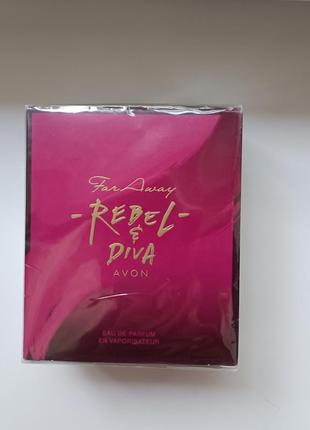 Far Away
-REBEL-
&
DIVA
AVON
EAU DE PARFUM
EN VAPORISATEUR